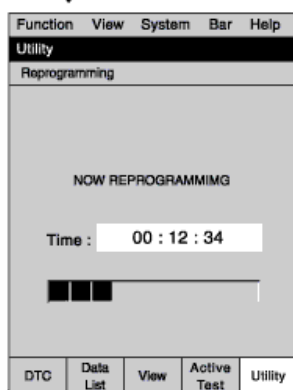 Function View System Bar Help
Utility
Reprogramming
NOW REPROGRAMMIMG
Time : 00 : 12 : 34
DTC Data List View Active Test Utility